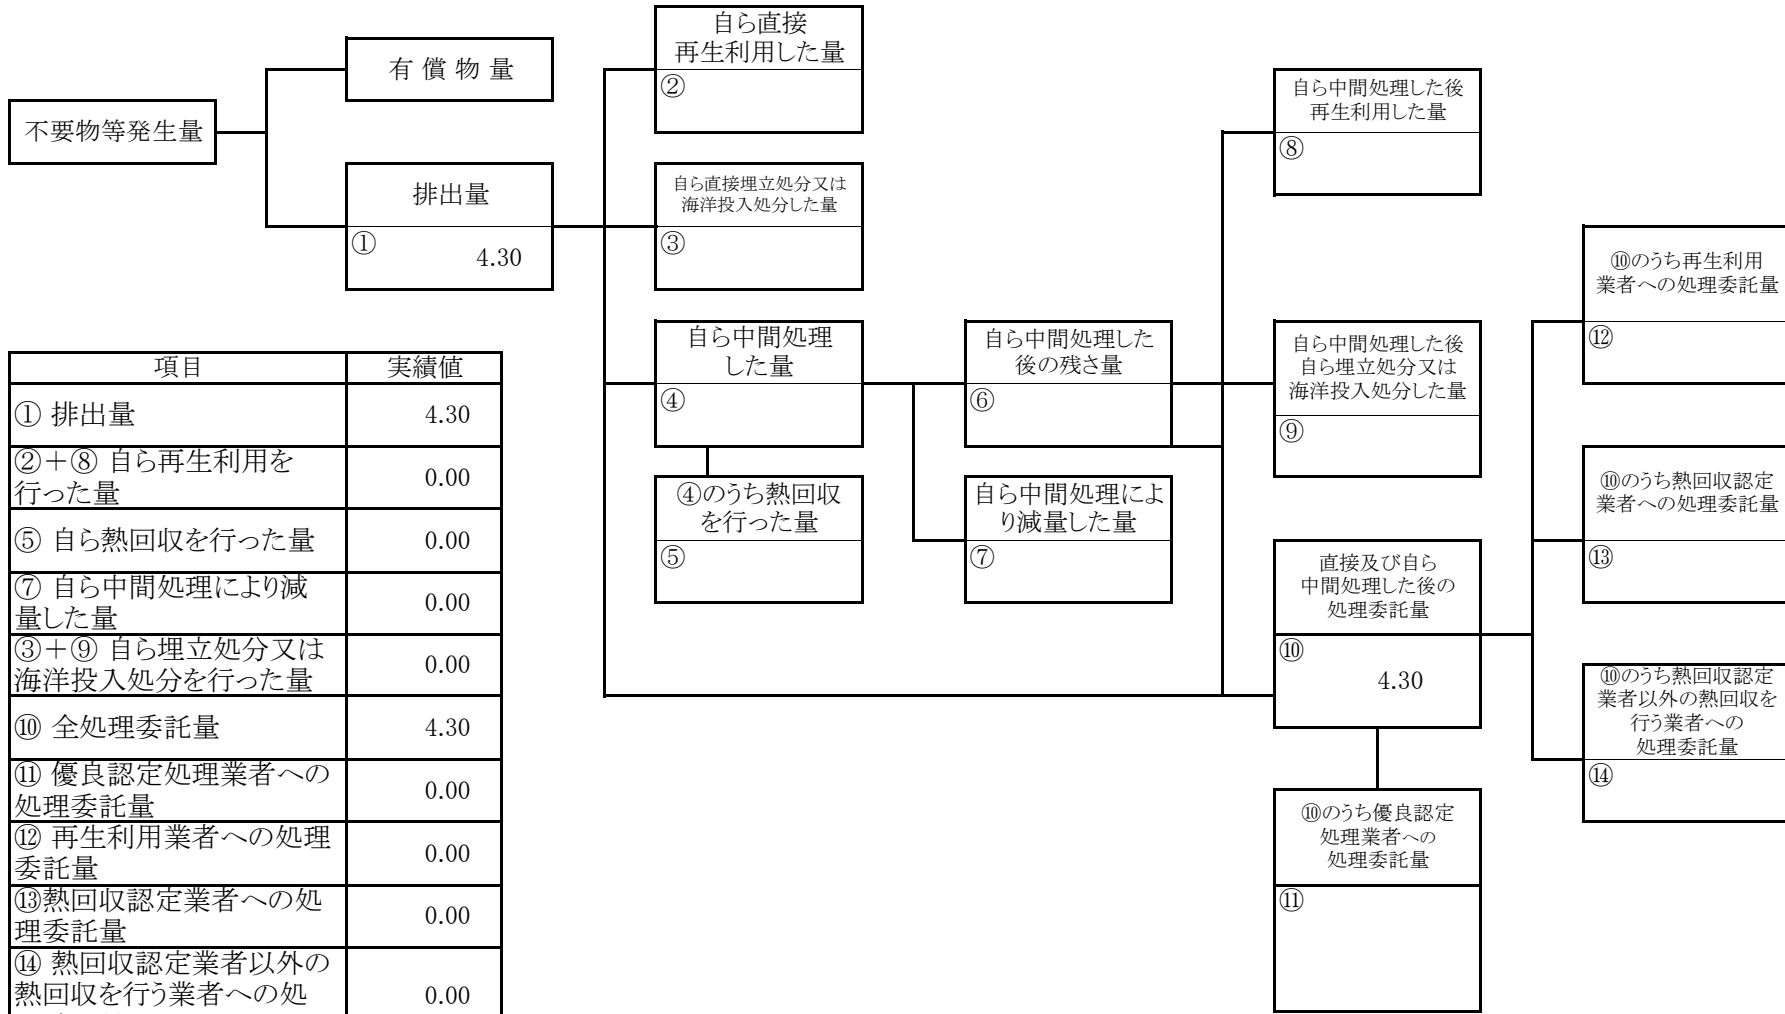 不要物等発生量
有 償 物 量
排出量
①
4.30
自ら直接
再生利用した量
②
自ら直接埋立処分又は
海洋投入処分した量
③
自ら中間処理
した量
④
④のうち熱回収
を行った量
⑤
自ら中間処理した
後の残さ量
⑥
自ら中間処理によ
り減量した量
⑦
自ら中間処理した後
再生利用した量
⑧
自ら中間処理した後
自ら埋立処分又は
海洋投入処分した量
⑨
直接及び自ら
中間処理した後の
処理委託量
⑩
4.30
⑩のうち優良認定
処理業者への
処理委託量
⑪
⑩のうち再生利用
業者への処理委託量
⑫
⑩のうち熱回収認定
業者への処理委託量
⑬
⑩のうち熱回収認定
業者以外の熱回収を
行う業者への
処理委託量
⑭
項目 実績値
① 排出量 4.30
②+⑧ 自ら再生利用を
行った量 0.00
⑤ 自ら熱回収を行った量 0.00
⑦ 自ら中間処理により減
量した量 0.00
③+⑨ 自ら埋立処分又は
海洋投入処分を行った量 0.00
⑩ 全処理委託量 4.30
⑪ 優良認定処理業者への
処理委託量 0.00
⑫ 再生利用業者への処理
委託量 0.00
⑬熱回収認定業者への処
理委託量 0.00
⑭ 熱回収認定業者以外の
熱回収を行う業者への処 0.00